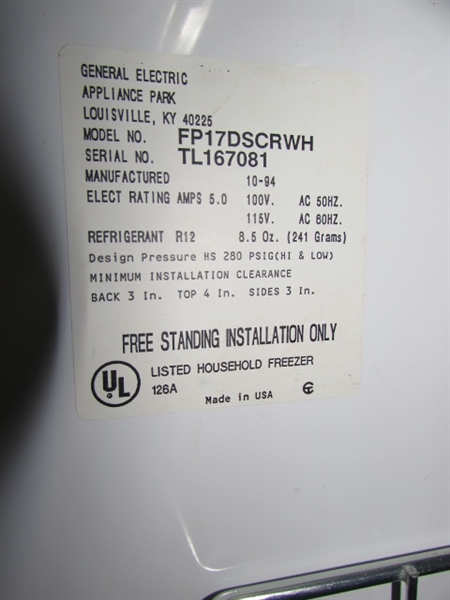 GENERAL ELECTRIC
APPLIANCE PARK
LOUISVILLE, KY 40225
MODEL NO. FP17DSCRWH
SERIAL NO. TL167081
MANUFACTURED 10-94
ELECT RATING AMPS 5.0 100V. AC 50HZ.
115V. AC 60HZ.
REFRIGERANT R12 8.5 Oz. (241 Grams)
Design Pressure HS 280 PSIG(HI & LOW)
MINIMUM INSTALLATION CLEARANCE
BACK 3 In. TOP 4 In. SIDES 3 In.
FREE STANDING INSTALLATION ONLY
UL
LISTED HOUSEHOLD FREEZER
126A
Made in USA